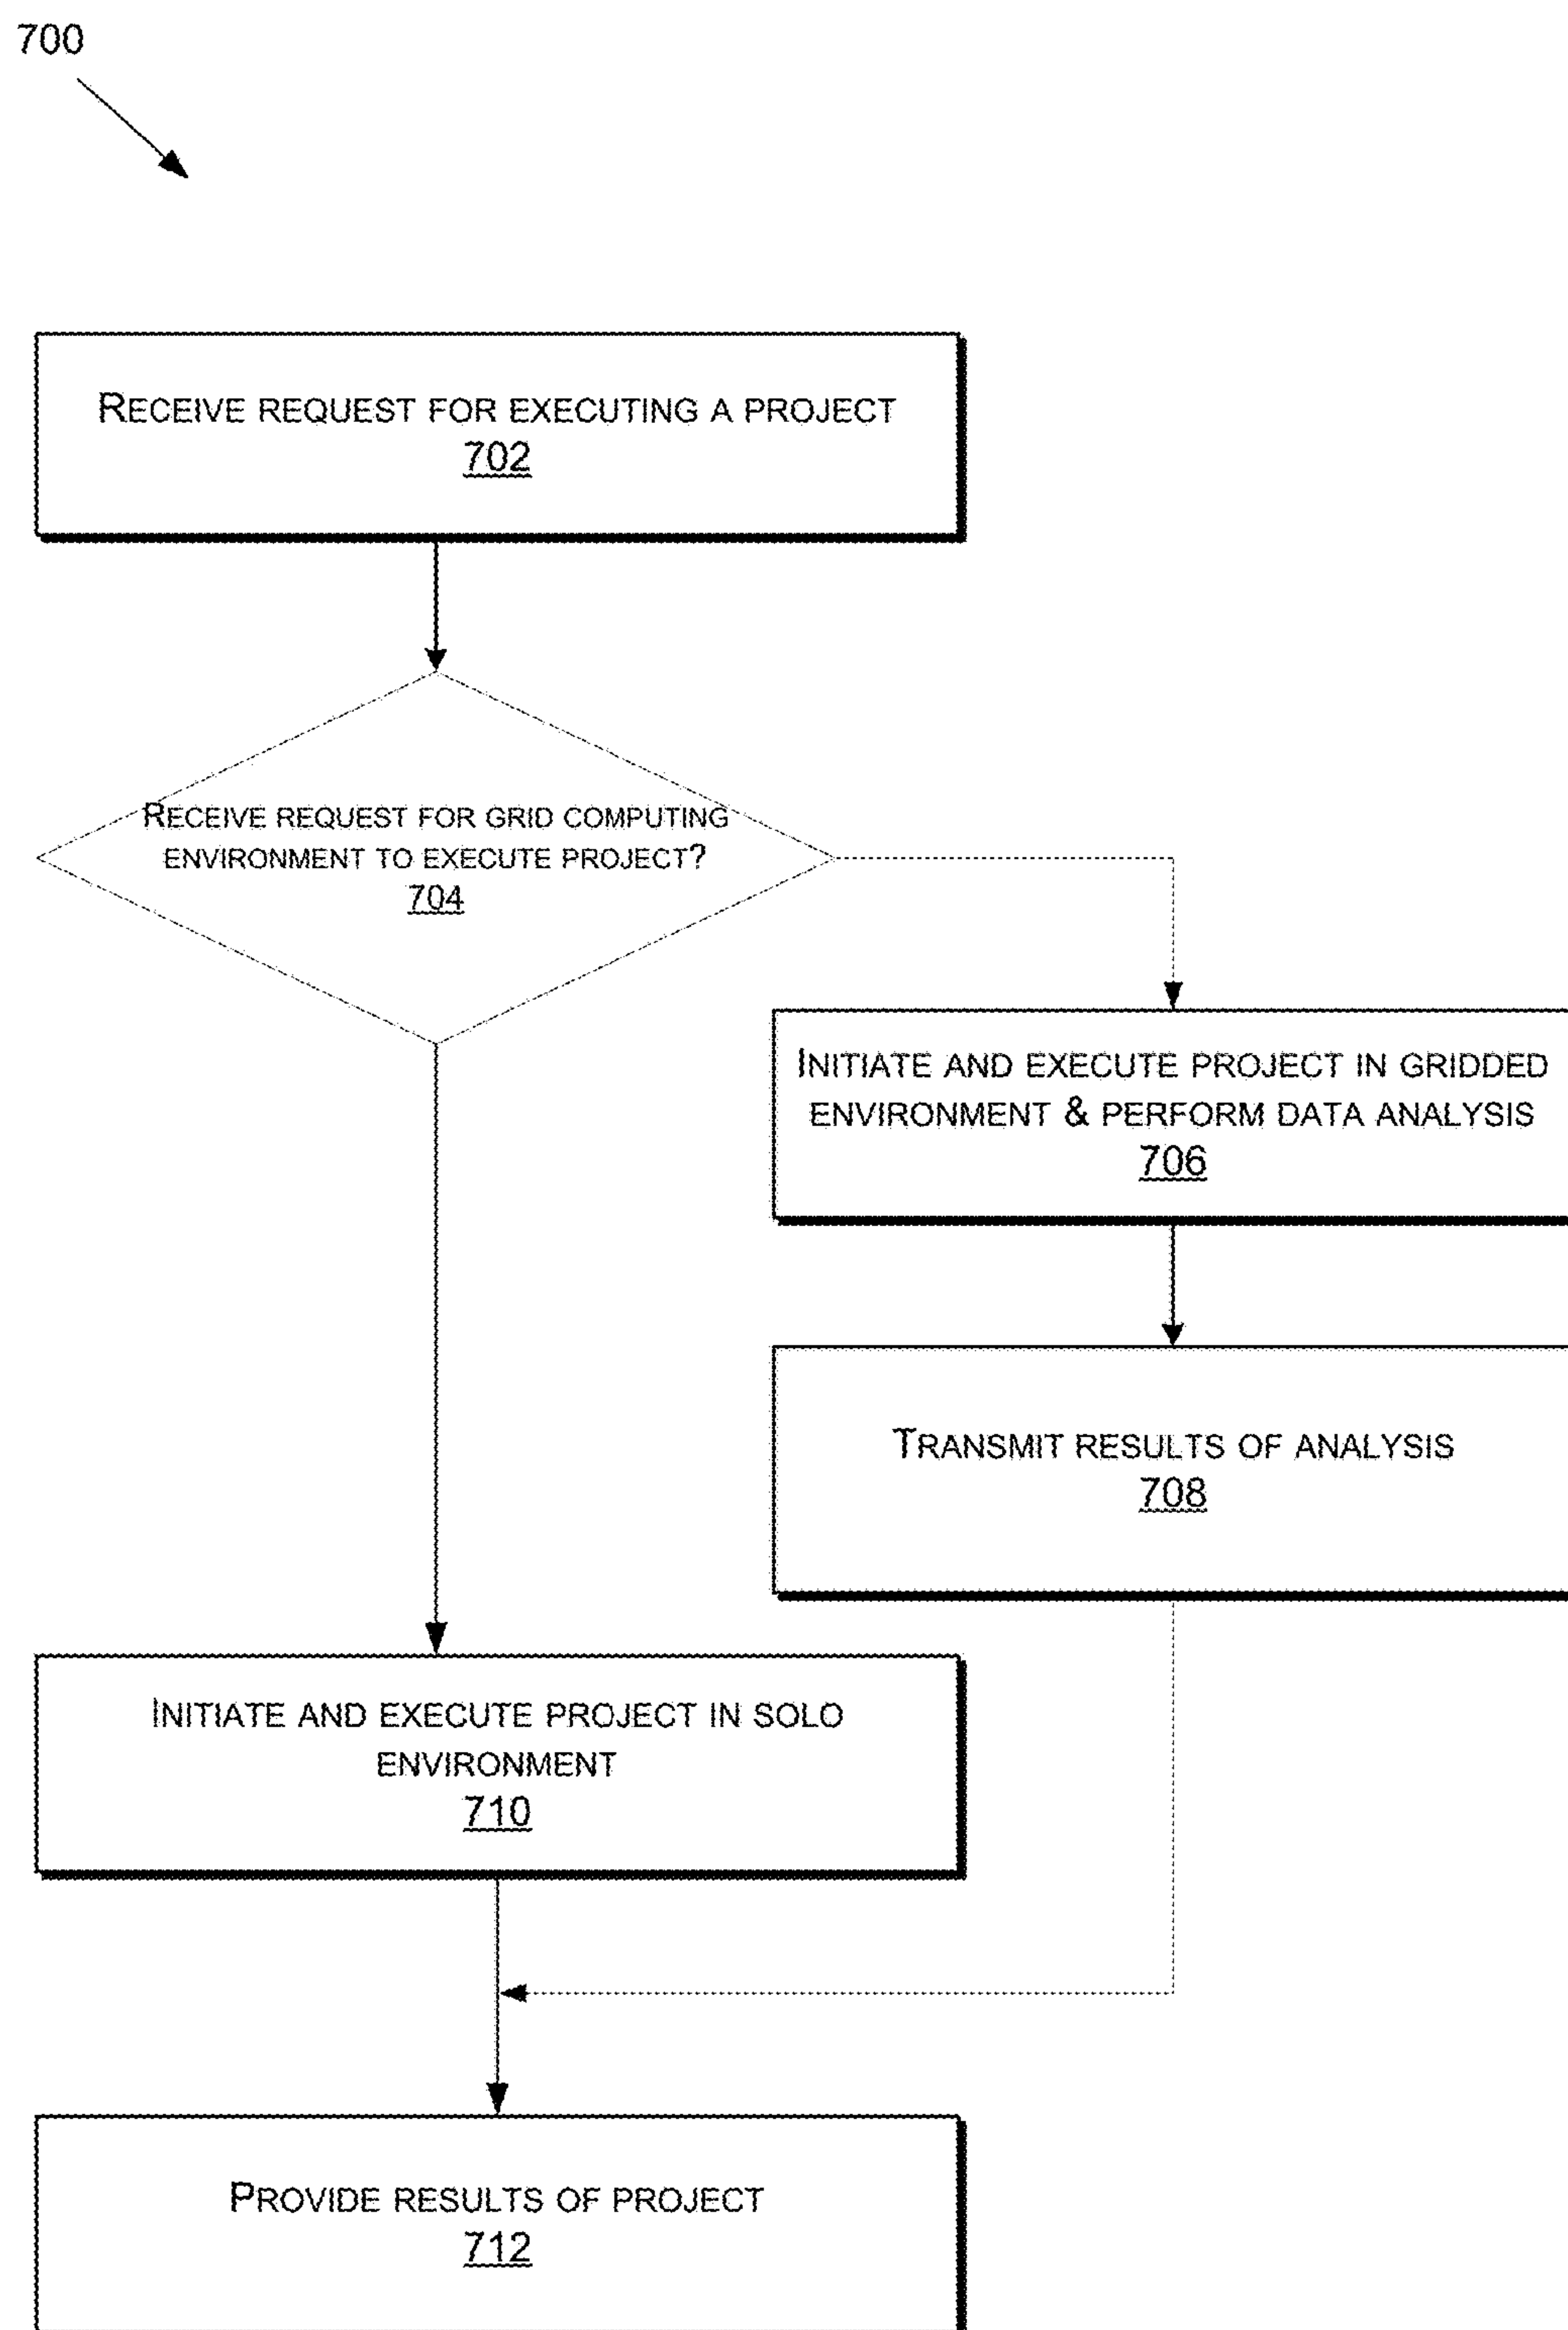 700
RECEIVE REQUEST FOR EXECUTING A PROJECT
702
RECEIVE REQUEST FOR GRID COMPUTING
ENVIRONMENT TO EXECUTE PROJECT?
704
INITIATE AND EXECUTE PROJECT IN GRIDDED
ENVIRONMENT & PERFORM DATA ANALYSIS
706
TRANSMIT RESULTS OF ANALYSIS
708
INITIATE AND EXECUTE PROJECT IN SOLO
ENVIRONMENT
710
PROVIDE RESULTS OF PROJECT
712